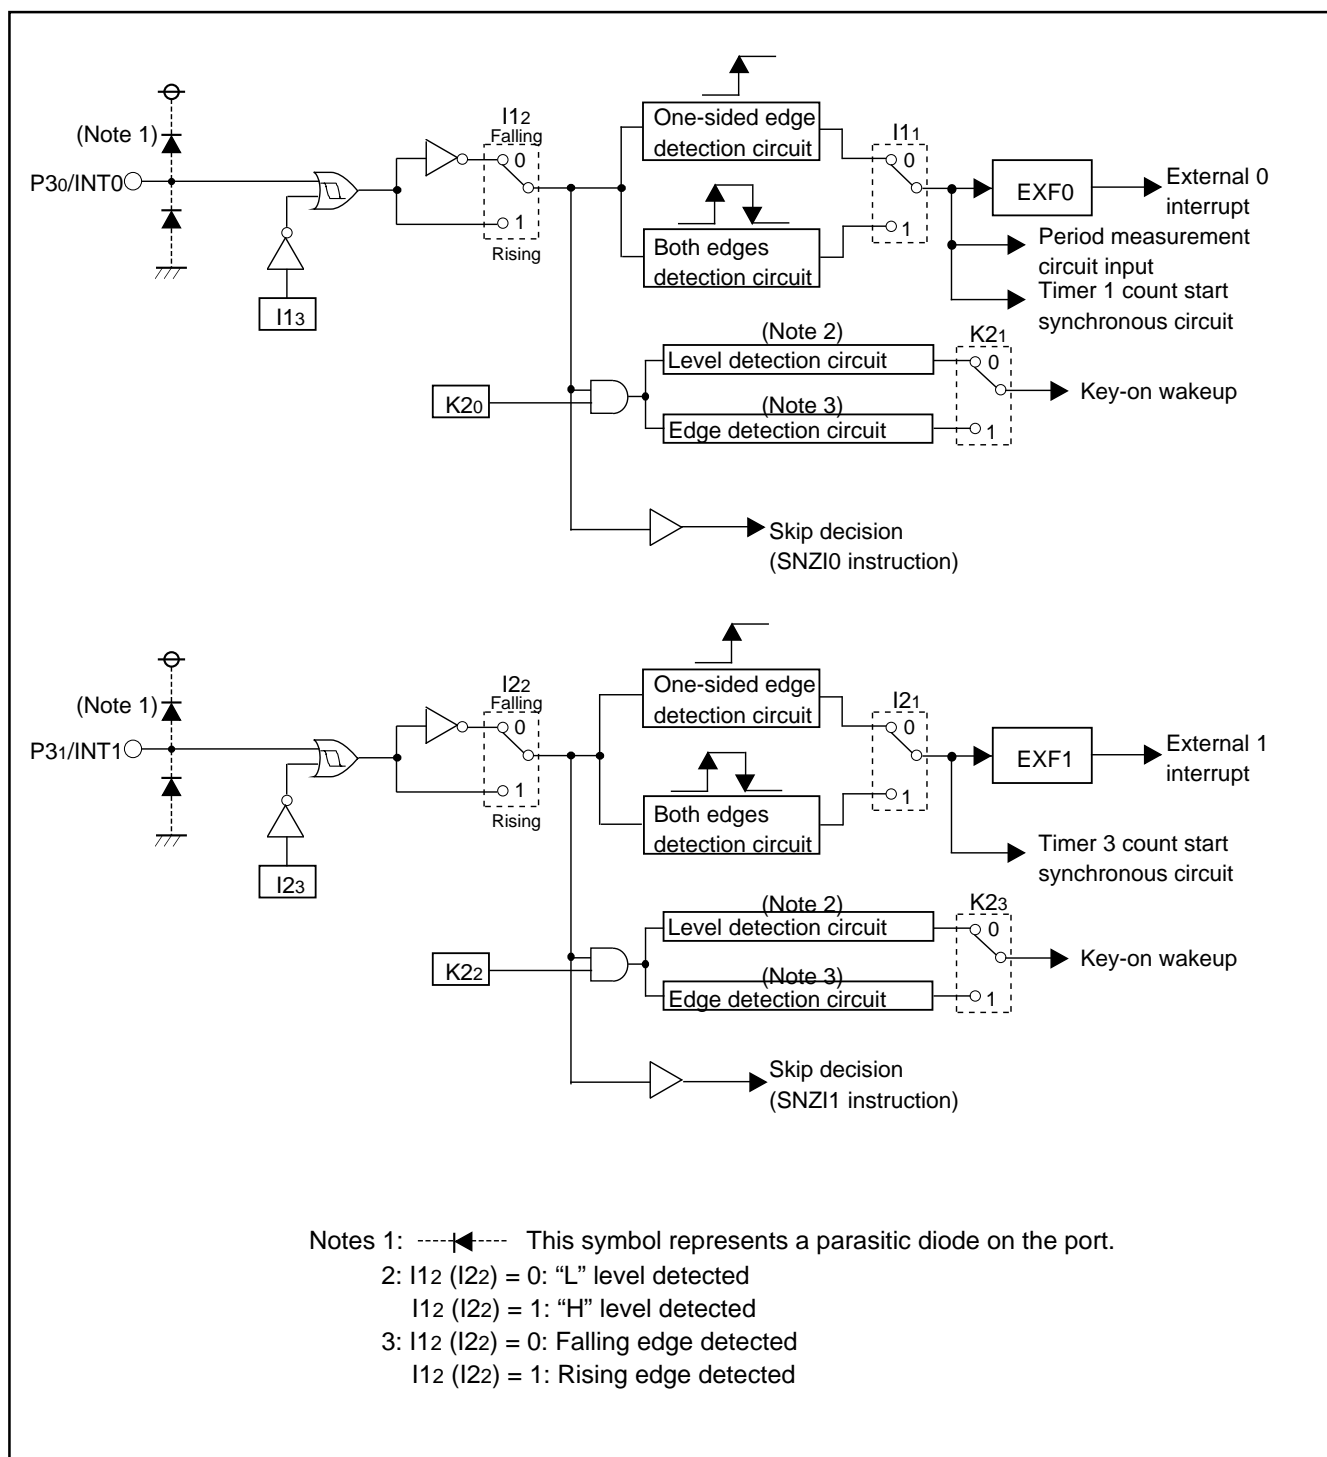 (Note 1)
P30/INT0
I13
I12
Falling
0
1
Rising
One-sided edge
detection circuit
Both edges
detection circuit
I11
0
1
EXF0
External 0
interrupt
Period measurement
circuit input
Timer 1 count start
synchronous circuit
K20
(Note 2)
Level detection circuit
(Note 3)
Edge detection circuit
K21
0
1
Key-on wakeup
Skip decision
(SNZI0 instruction)
(Note 1)
P31/INT1
I23
I22
Falling
0
1
Rising
One-sided edge
detection circuit
Both edges
detection circuit
I21
0
1
EXF1
External 1
interrupt
Timer 3 count start
synchronous circuit
K22
(Note 2)
Level detection circuit
(Note 3)
Edge detection circuit
K23
0
1
Key-on wakeup
Skip decision
(SNZI1 instruction)
Notes 1: This symbol represents a parasitic diode on the port.
2: I12 (I22) = 0: “L” level detected
I12 (I22) = 1: “H” level detected
3: I12 (I22) = 0: Falling edge detected
I12 (I22) = 1: Rising edge detected